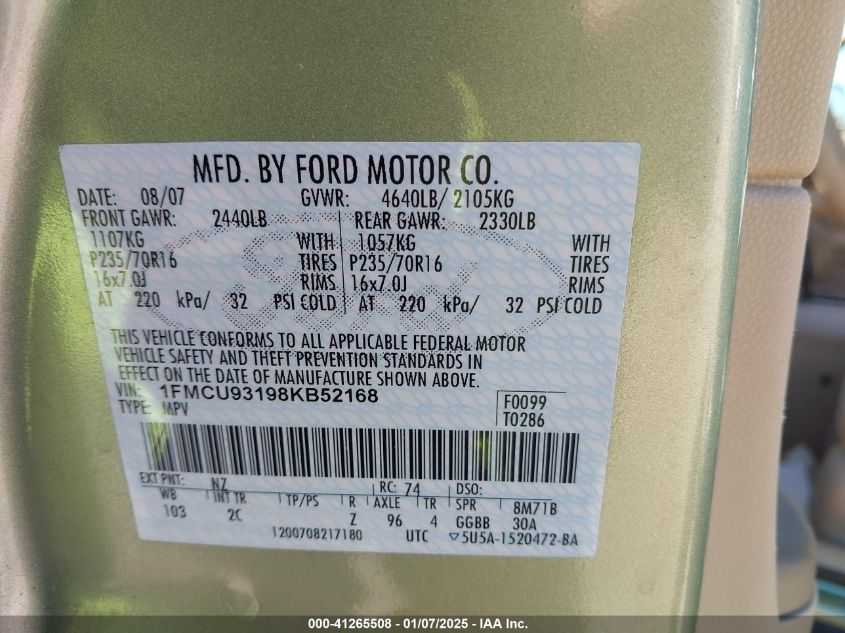 MFD. BY FORD MOTOR CO.
DATE: 08/07 GVWR: 4640LB/ 2105KG
FRONT GAWR: 2440LB REAR GAWR: 2330LB
1107KG WITH 1057KG WITH
P235/70R16 TIRES P235/70R16 TIRES
16x7.0J RIMS 16x7.0J RIMS
AT 220 kPa/ 32 PSI COLD AT 220 kPa/ 32 PSI COLD
THIS VEHICLE CONFORMS TO ALL APPLICABLE FEDERAL MOTOR
VEHICLE SAFETY AND THEFT PREVENTION STANDARDS IN
EFFECT ON THE DATE OF MANUFACTURE SHOWN ABOVE.
VIN: 1FMCU93198KB52168 F0099
TYPE: MPV T0286
EXT PNT: NZ RC: 74 DSO:
WB INT TR TP/PS R AXLE TR SPR 8M71B
103 2C Z 96 4 GGBB 30A
1200708217180 UTC ▽5U5A-1520472-BA
Ford
000-41265508 - 01/07/2025 - IAA Inc.